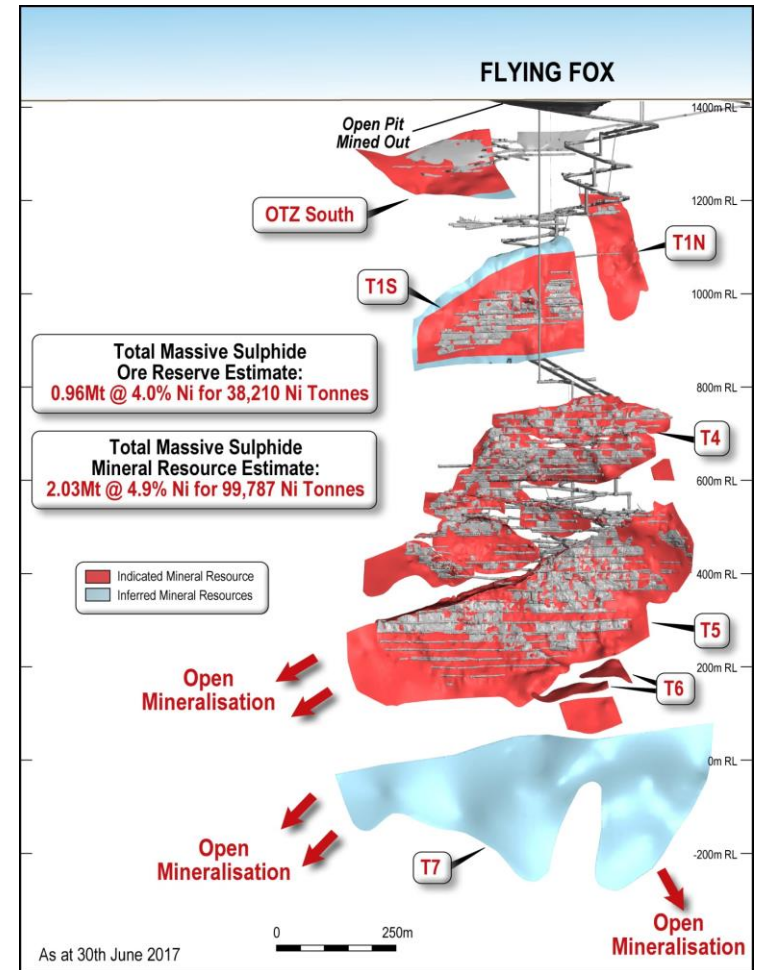 FLYING FOX
1400m RL
Open Pit
Mined Out
1200m RL
OTZ South
T1N
T1S
1000m RL
Total Massive Sulphide
Ore Reserve Estimate:
0.96Mt @ 4.0% Ni for 38,210 Ni Tonnes
800m RL
T4
Total Massive Sulphide
Mineral Resource Estimate:
2.03Mt @ 4.9% Ni for 99,787 Ni Tonnes
600m RL
Indicated Mineral Resource
Inferred Mineral Resources
400m RL
T5
200m RL
Open
Mineralisation
T6
0m RL
Open
Mineralisation
T7
-200m RL
Open
Mineralisation
0 250m
As at 30th June 2017